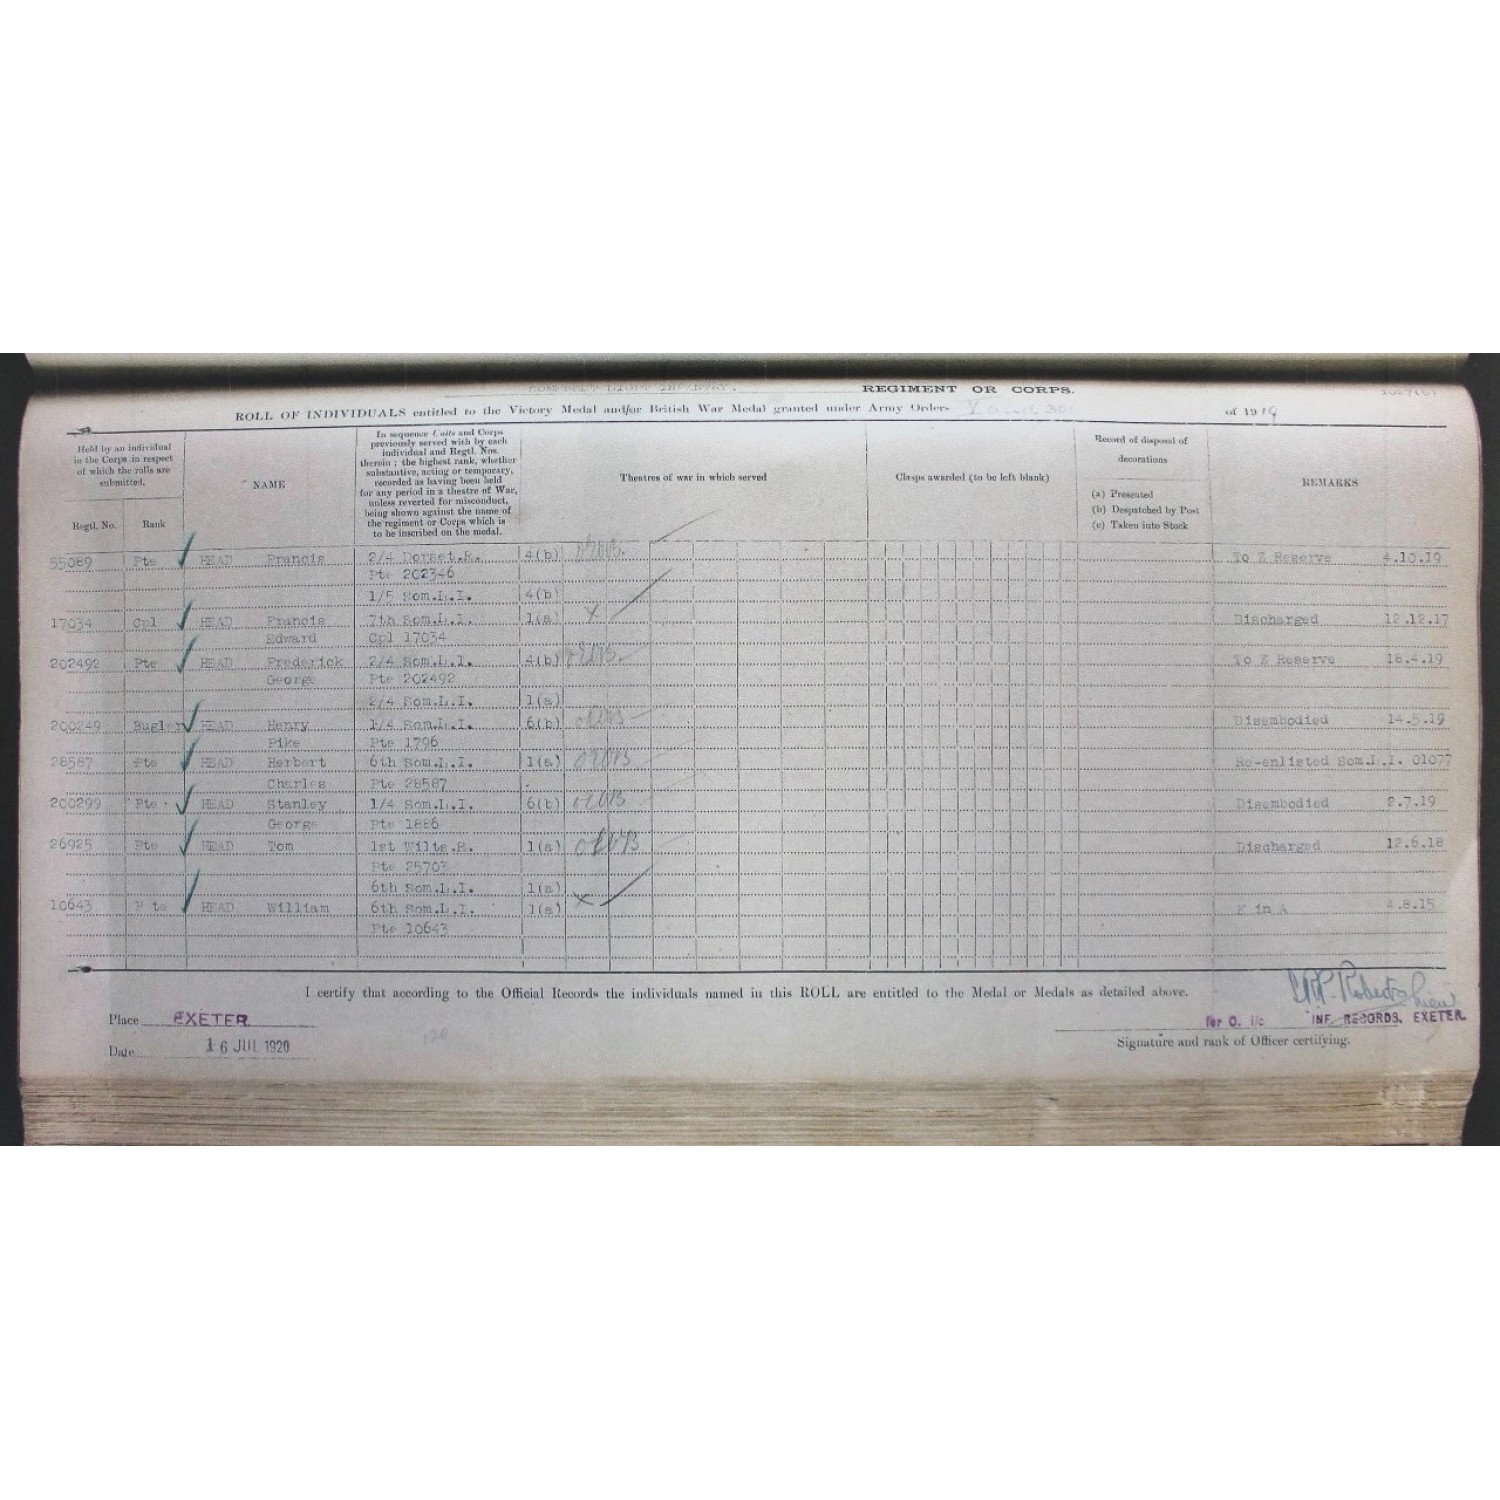 SOMERSET LIGHT INFANTRY. REGIMENT OR CORPS.
ROLL OF INDIVIDUALS entitled to the Victory Medal and/or British War Medal granted under Army Orders V and 301 of 1919
Held by an individual
in the Corps in respect
of which the rolls are
submitted.
Regtl. No. Rank
NAME
In sequence Units and Corps
previously served with by each
individual and Regtl. Nos.
therein; the highest rank, whether
substantive, acting or temporary,
recorded as having been held
for any period in a theatre of War,
unless reverted for misconduct,
being shown against the name of
the regiment or Corps which is
to be inscribed on the medal.
Theatres of war in which served
Clasps awarded (to be left blank)
Record of disposal of
decorations
(a) Presented
(b) Despatched by Post
(c) Taken into Stock
REMARKS
55089 Pte HEAD Francis 2/4 Dorset.R. 4(b) To Z Reserve 4.10.19
Pte 202346
1/5 Som.L.I. 4(b)
17034 Cpl HEAD Francis 7th Som.L.I. 1(a) X Discharged 12.12.17
Edward Cpl 17034
202492 Pte HEAD Frederick 2/4 Som.L.I. 4(b) To Z Reserve 18.4.19
George Pte 202492
2/4 Som.L.I. 1(a)
200249 Bugler HEAD Henry 1/4 Som.L.I. 6(b) Disembodied 14.5.19
Pike Pte 1796
28587 Pte HEAD Herbert 6th Som.L.I. 1(a) Re-enlisted Som.L.I. 01077
Charles Pte 28587
200299 Pte HEAD Stanley 1/4 Som.L.I. 6(b) Disembodied 2.7.19
George Pte 1886
26925 Pte HEAD Tom 1st Wilts.R. 1(a) Discharged 12.6.18
Pte 25703
6th Som.L.I. 1(a)
10643 P te HEAD William 6th Som.L.I. 1(a) X K in A 4.8.15
Pte 10643
I certify that according to the Official Records the individuals named in this ROLL are entitled to the Medal or Medals as detailed above.
Place EXETER
for O. i/c INF. RECORDS, EXETER.
Date 16 JUL 1920
Signature and rank of Officer certifying.